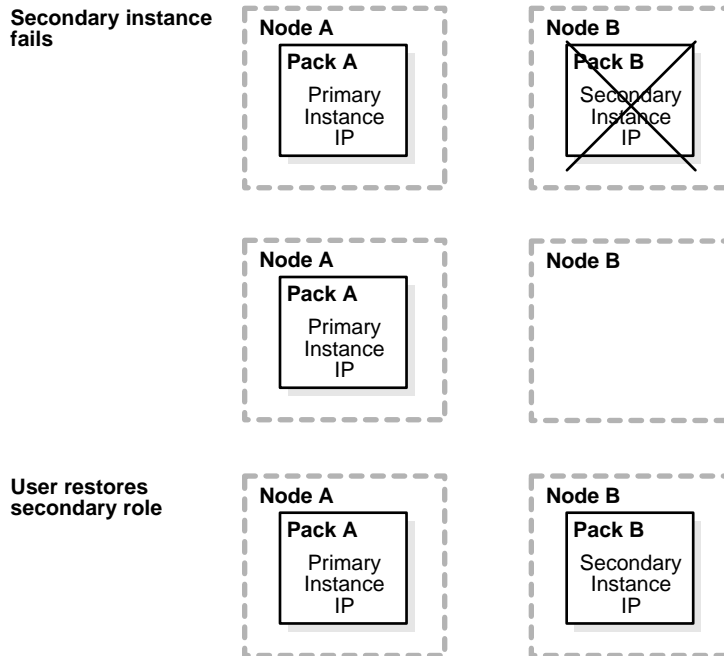 Secondary instance
fails
Node A
Pack A
Primary
Instance
IP
Node B
Pack B
Secondary
Instance
IP
Node A
Pack A
Primary
Instance
IP
Node B
User restores
secondary role
Node A
Pack A
Primary
Instance
IP
Node B
Pack B
Secondary
Instance
IP